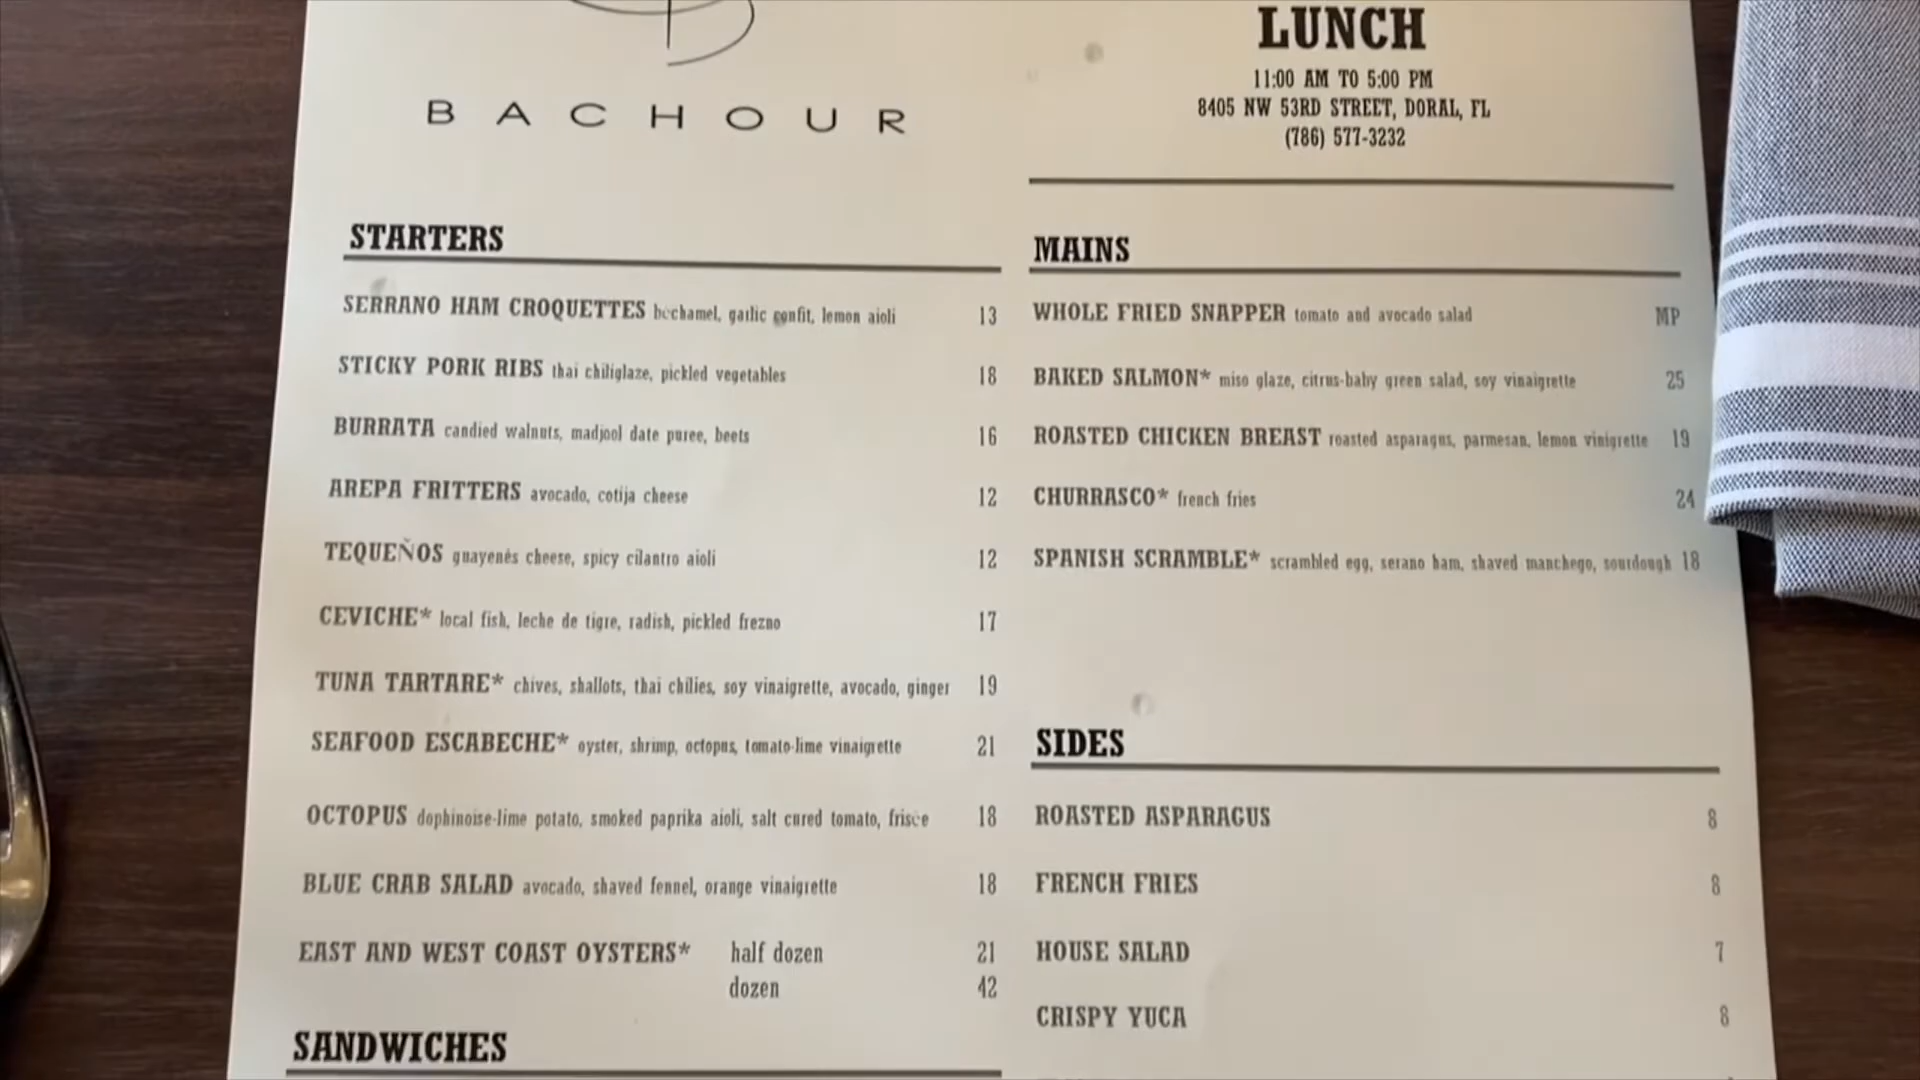 BACHOUR
LUNCH
11:00 AM TO 5:00 PM
8405 NW 53RD STREET, DORAL, FL
(786) 577-3232
STARTERS
SERRANO HAM CROQUETTES bechamel, garlic confit, lemon aioli 13
STICKY PORK RIBS thai chiliglaze, pickled vegetables 18
BURRATA candied walnuts, madjool date puree, beets 16
AREPA FRITTERS avocado, cotija cheese 12
TEQUEÑOS guayenés cheese, spicy cilantro aioli 12
CEVICHE* local fish, leche de tigre, radish, pickled frezno 17
TUNA TARTARE* chives, shallots, thai chilies, soy vinaigrette, avocado, ginger 19
SEAFOOD ESCABECHE* oyster, shrimp, octopus, tomato-lime vinaigrette 21
OCTOPUS dophinoise-lime potato, smoked paprika aioli, salt cured tomato, frisee 18
BLUE CRAB SALAD avocado, shaved fennel, orange vinaigrette 18
EAST AND WEST COAST OYSTERS* half dozen 21
dozen 42
SANDWICHES
MAINS
WHOLE FRIED SNAPPER tomato and avocado salad MP
BAKED SALMON* miso glaze, citrus-baby green salad, soy vinaigrette 25
ROASTED CHICKEN BREAST roasted asparagus, parmesan, lemon vinigrette 19
CHURRASCO* french fries 24
SPANISH SCRAMBLE* scrambled egg, serano ham, shaved manchego, sourdough 18
SIDES
ROASTED ASPARAGUS 8
FRENCH FRIES 8
HOUSE SALAD 7
CRISPY YUCA 8